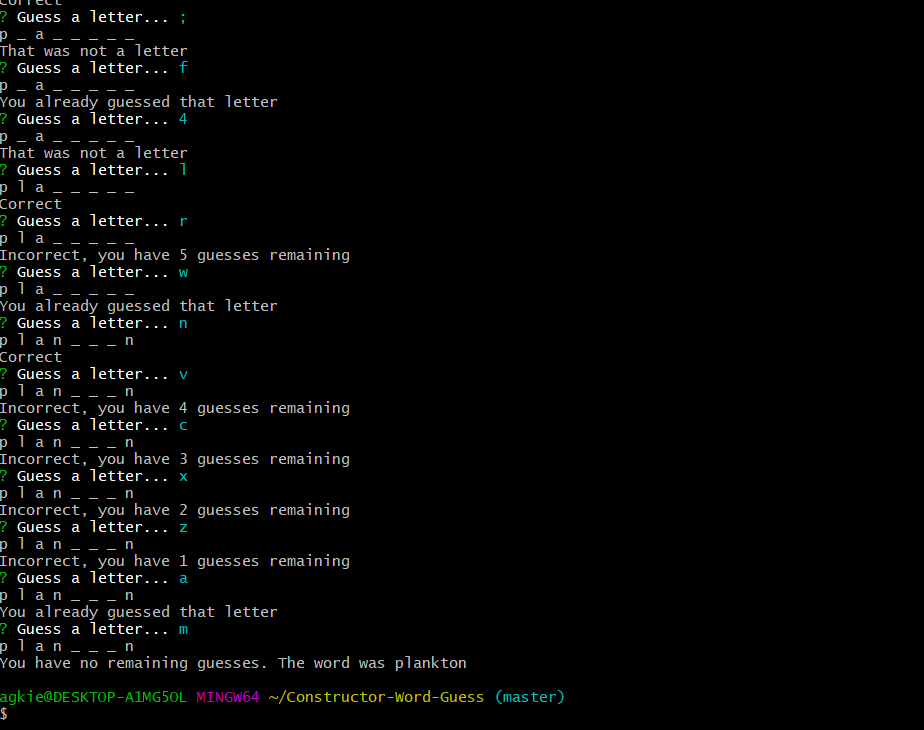 Correct
? Guess a letter... ;
p _ a _ _ _ _ _
That was not a letter
? Guess a letter... f
p _ a _ _ _ _ _
You already guessed that letter
? Guess a letter... 4
p _ a _ _ _ _ _
That was not a letter
? Guess a letter... l
p l a _ _ _ _ _
Correct
? Guess a letter... r
p l a _ _ _ _ _
Incorrect, you have 5 guesses remaining
? Guess a letter... w
p l a _ _ _ _ _
You already guessed that letter
? Guess a letter... n
p l a n _ _ _ n
Correct
? Guess a letter... v
p l a n _ _ _ n
Incorrect, you have 4 guesses remaining
? Guess a letter... c
p l a n _ _ _ n
Incorrect, you have 3 guesses remaining
? Guess a letter... x
p l a n _ _ _ n
Incorrect, you have 2 guesses remaining
? Guess a letter... z
p l a n _ _ _ n
Incorrect, you have 1 guesses remaining
? Guess a letter... a
p l a n _ _ _ n
You already guessed that letter
? Guess a letter... m
p l a n _ _ _ n
You have no remaining guesses. The word was plankton
agkie@DESKTOP-A1MG5OL MINGW64 ~/Constructor-Word-Guess (master)
$